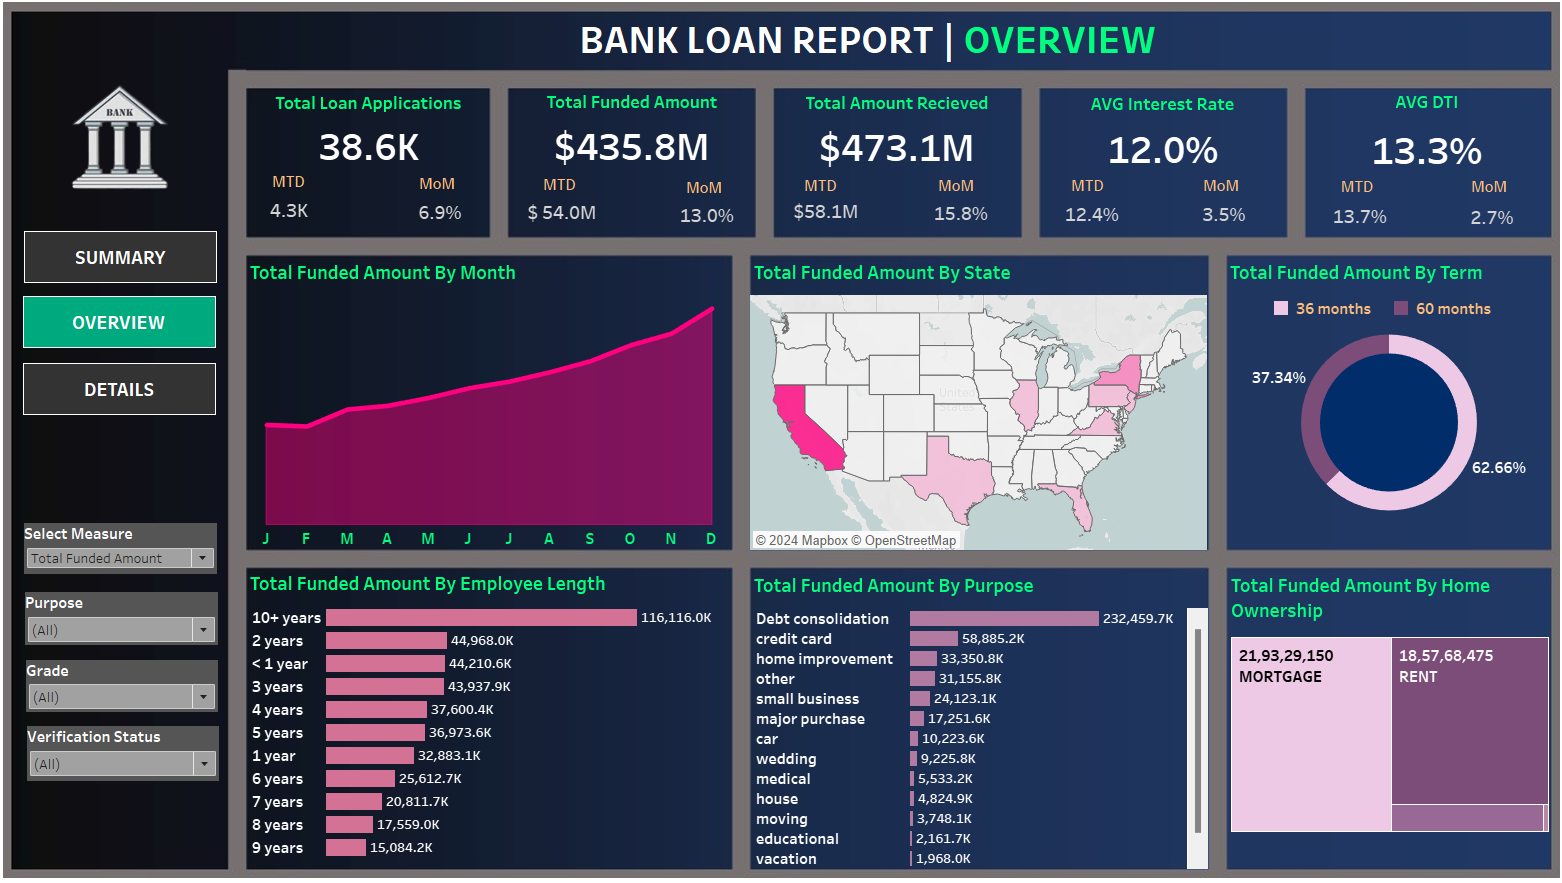 BANK LOAN REPORT | OVERVIEW
BANK
SUMMARY
OVERVIEW
DETAILS
Select Measure
Total Funded Amount
Purpose
(All)
Grade
(All)
Verification Status
(All)
Total Loan Applications
38.6K
MTD MoM
4.3K 6.9%
Total Funded Amount
$435.8M
MTD MoM
$ 54.0M 13.0%
Total Amount Recieved
$473.1M
MTD MoM
$58.1M 15.8%
AVG Interest Rate
12.0%
MTD MoM
12.4% 3.5%
AVG DTI
13.3%
MTD MoM
13.7% 2.7%
Total Funded Amount By Month
J F M A M J J A S O N D
Total Funded Amount By State
United
States
© 2024 Mapbox © OpenStreetMap
Total Funded Amount By Term
36 months 60 months
37.34%
62.66%
Total Funded Amount By Employee Length
10+ years 116,116.0K
2 years 44,968.0K
< 1 year 44,210.6K
3 years 43,937.9K
4 years 37,600.4K
5 years 36,973.6K
1 year 32,883.1K
6 years 25,612.7K
7 years 20,811.7K
8 years 17,559.0K
9 years 15,084.2K
Total Funded Amount By Purpose
Debt consolidation 232,459.7K
credit card 58,885.2K
home improvement 33,350.8K
other 31,155.8K
small business 24,123.1K
major purchase 17,251.6K
car 10,223.6K
wedding 9,225.8K
medical 5,533.2K
house 4,824.9K
moving 3,748.1K
educational 2,161.7K
vacation 1,968.0K
Total Funded Amount By Home
Ownership
21,93,29,150
MORTGAGE
18,57,68,475
RENT